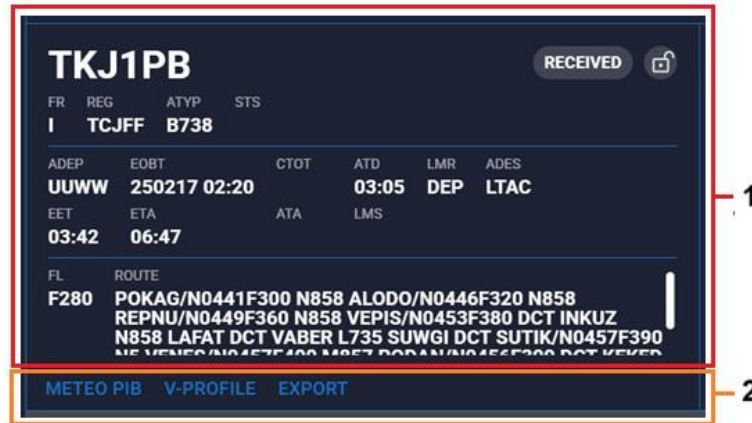 TKJ1PB RECEIVED
FR REG ATYP STS
I TCJFF B738
ADEP EOBT CTOT ATD LMR ADES
UUWW 250217 02:20 03:05 DEP LTAC
EET ETA ATA LMS
03:42 06:47
FL ROUTE
F280 POKAG/N0441F300 N858 ALODO/N0446F320 N858
REPNU/N0449F360 N858 VEPIS/N0453F380 DCT INKUZ
N858 LAFAT DCT VABER L735 SUWGI DCT SUTIK/N0457F390
METEO PIB V-PROFILE EXPORT
1
2